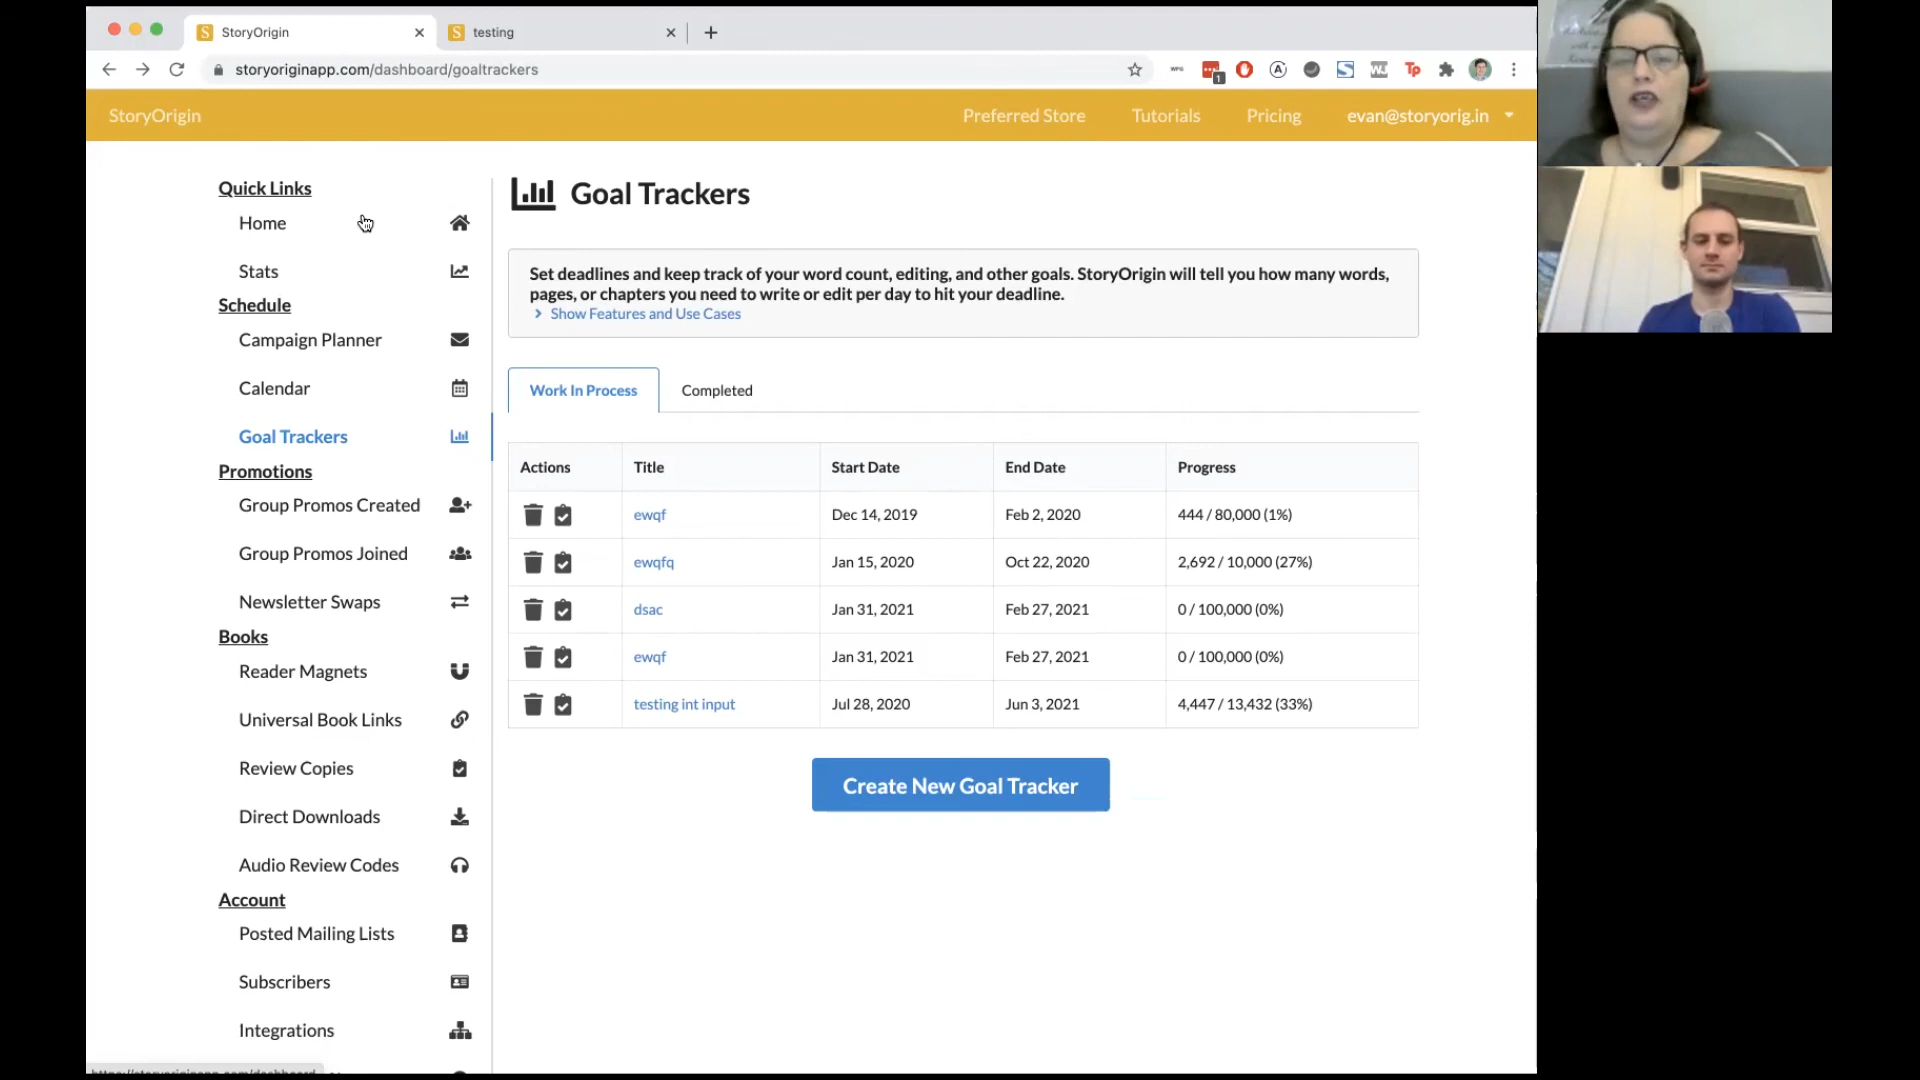 StoryOrigin
testing
storyoriginapp.com/dashboard/goaltrackers
StoryOrigin
Preferred Store
Tutorials
Pricing
evan@storyorig.in
Quick Links
Home
Stats
Schedule
Campaign Planner
Calendar
Goal Trackers
Promotions
Group Promos Created
Group Promos Joined
Newsletter Swaps
Books
Reader Magnets
Universal Book Links
Review Copies
Direct Downloads
Audio Review Codes
Account
Posted Mailing Lists
Subscribers
Integrations
Goal Trackers
Set deadlines and keep track of your word count, editing, and other goals. StoryOrigin will tell you how many words,
pages, or chapters you need to write or edit per day to hit your deadline.
Show Features and Use Cases
Work In Process
Completed
Actions Title Start Date End Date Progress
ewqf Dec 14, 2019 Feb 2, 2020 444 / 80,000 (1%)
ewqfq Jan 15, 2020 Oct 22, 2020 2,692 / 10,000 (27%)
dsac Jan 31, 2021 Feb 27, 2021 0 / 100,000 (0%)
ewqf Jan 31, 2021 Feb 27, 2021 0 / 100,000 (0%)
testing int input Jul 28, 2020 Jun 3, 2021 4,447 / 13,432 (33%)
Create New Goal Tracker